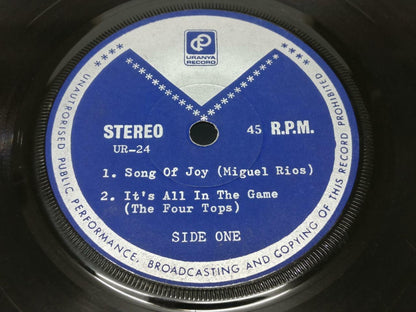 URANYA
RECORD
STEREO
45 R.P.M.
UR-24
1. Song Of Joy (Miguel Rios)
2. It's All In The Game
(The Four Tops)
SIDE ONE
UNAUTHORISED PUBLIC PERFORMANCE, BROADCASTING AND COPYING OF THIS RECORD PROHIBITED